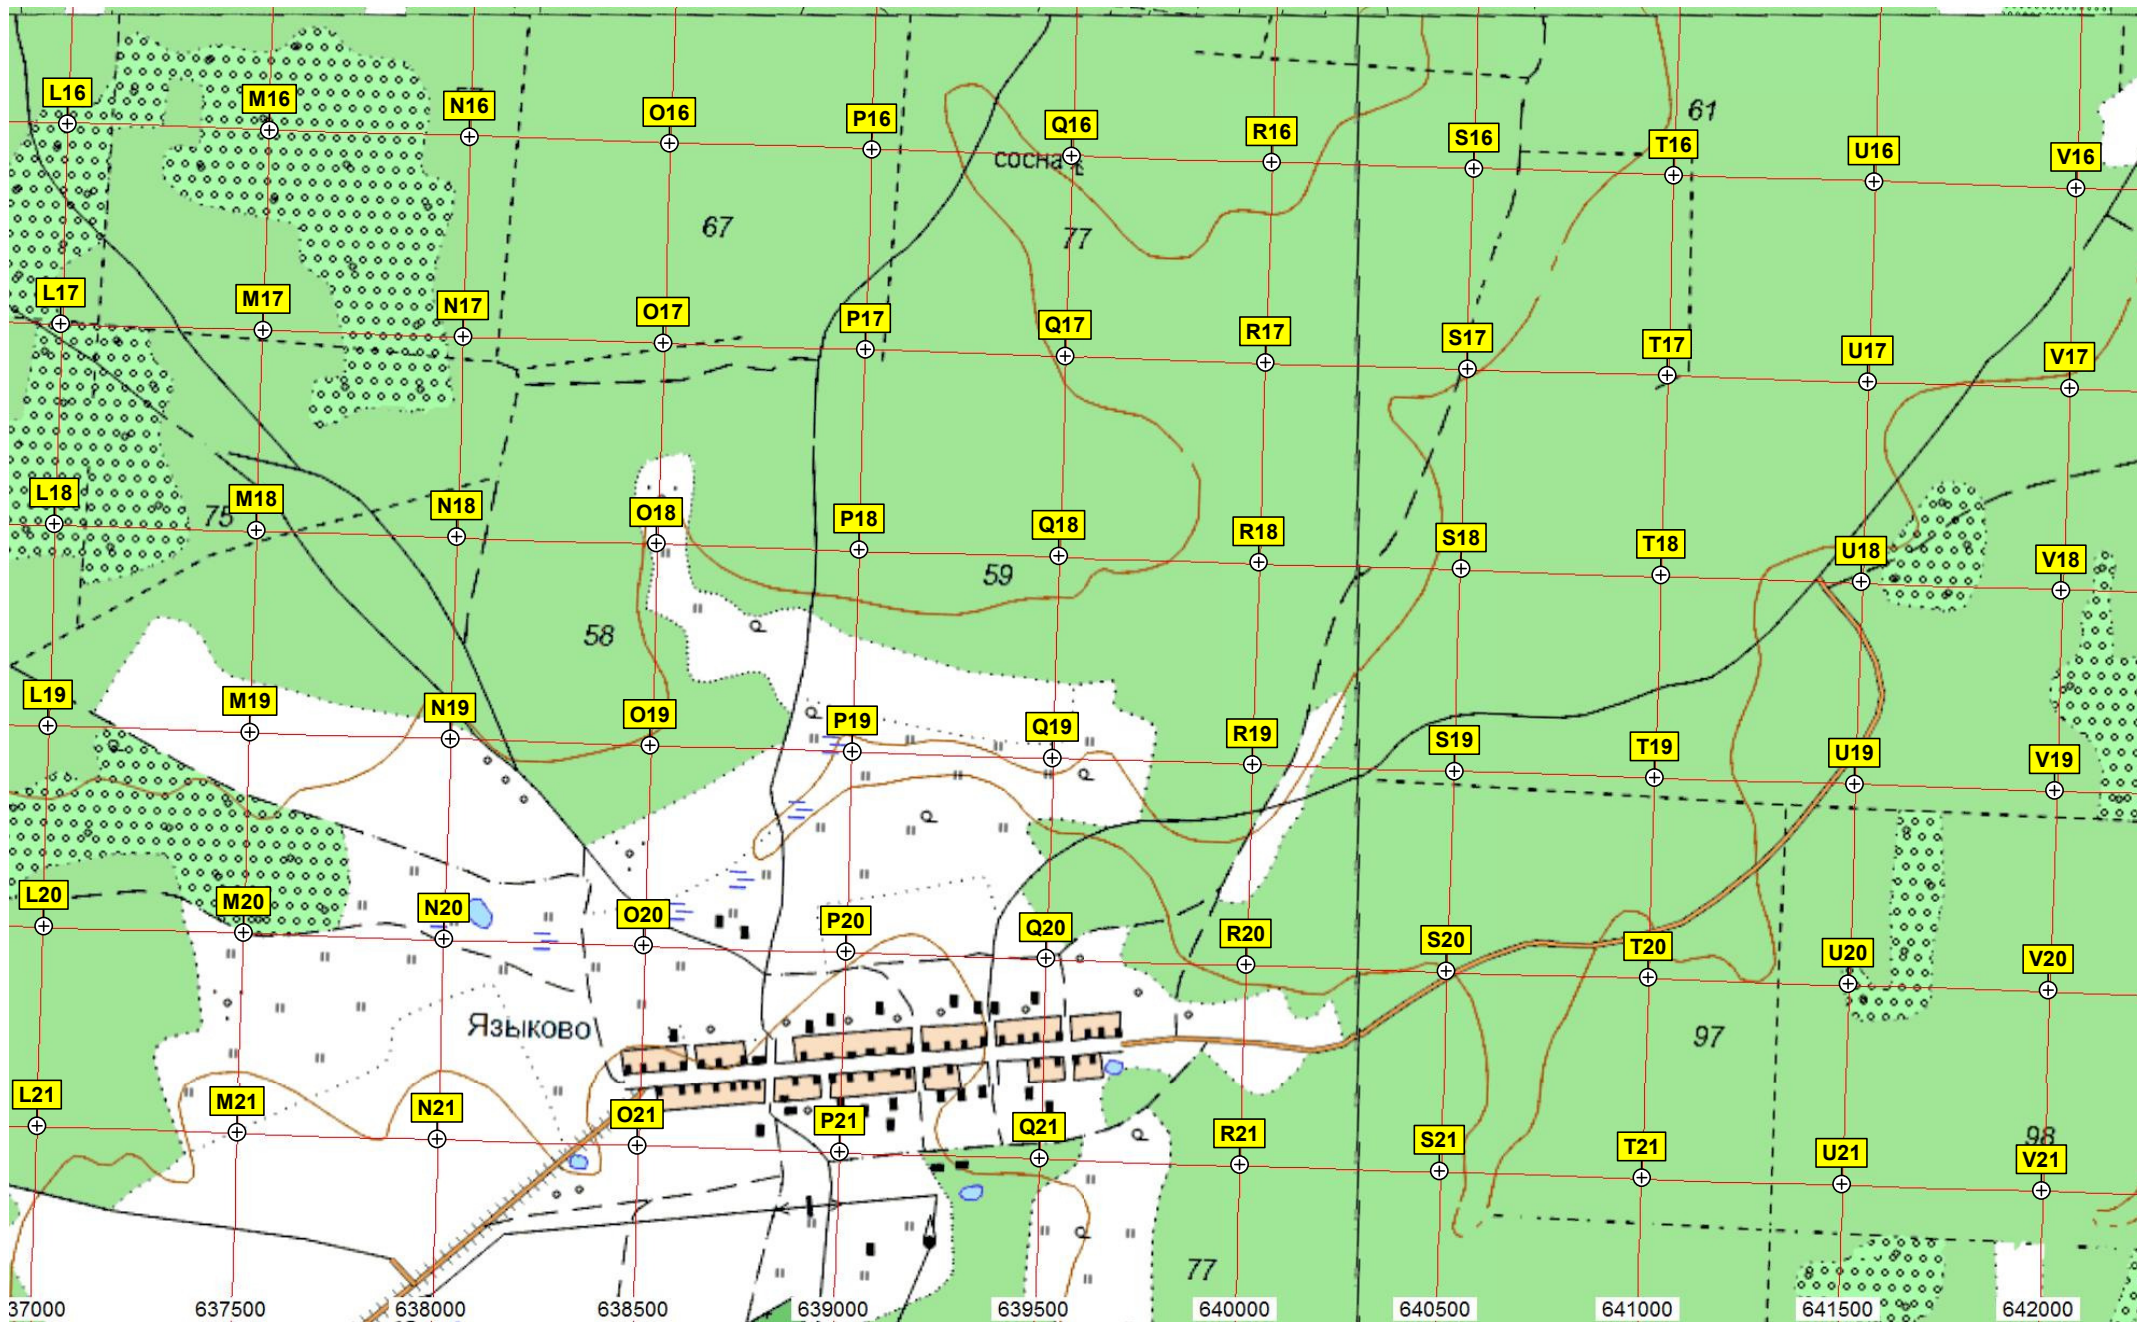 L16 M16 N16 O16 P16 Q16 R16 S16 T16 U16 V16
61
сосна
67
77
L17 M17 N17 O17 P17 Q17 R17 S17 T17 U17 V17
L18 M18 N18 O18 P18 Q18 R18 S18 T18 U18 V18
75
59
58
L19 M19 N19 O19 P19 Q19 R19 S19 T19 U19 V19
L20 M20 N20 O20 P20 Q20 R20 S20 T20 U20 V20
Языково
97
L21 M21 N21 O21 P21 Q21 R21 S21 T21 U21 V21
98
77
37000 637500 638000 638500 639000 639500 640000 640500 641000 641500 642000